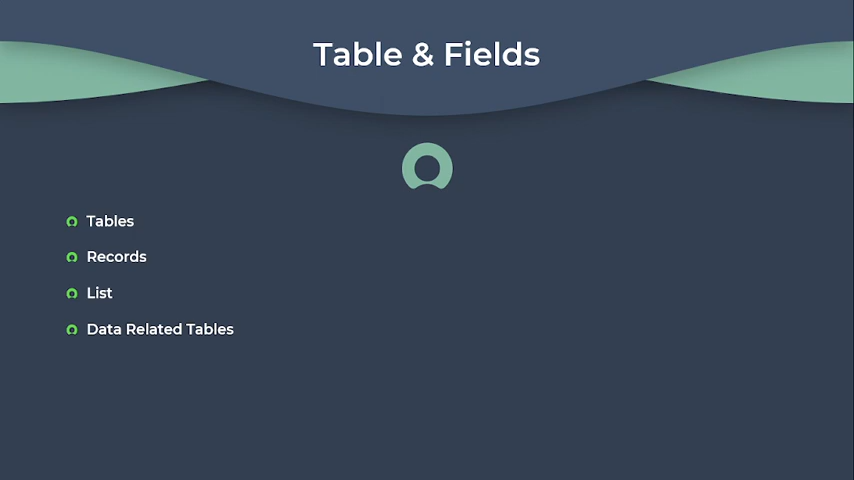 Table & Fields
Tables
Records
List
Data Related Tables